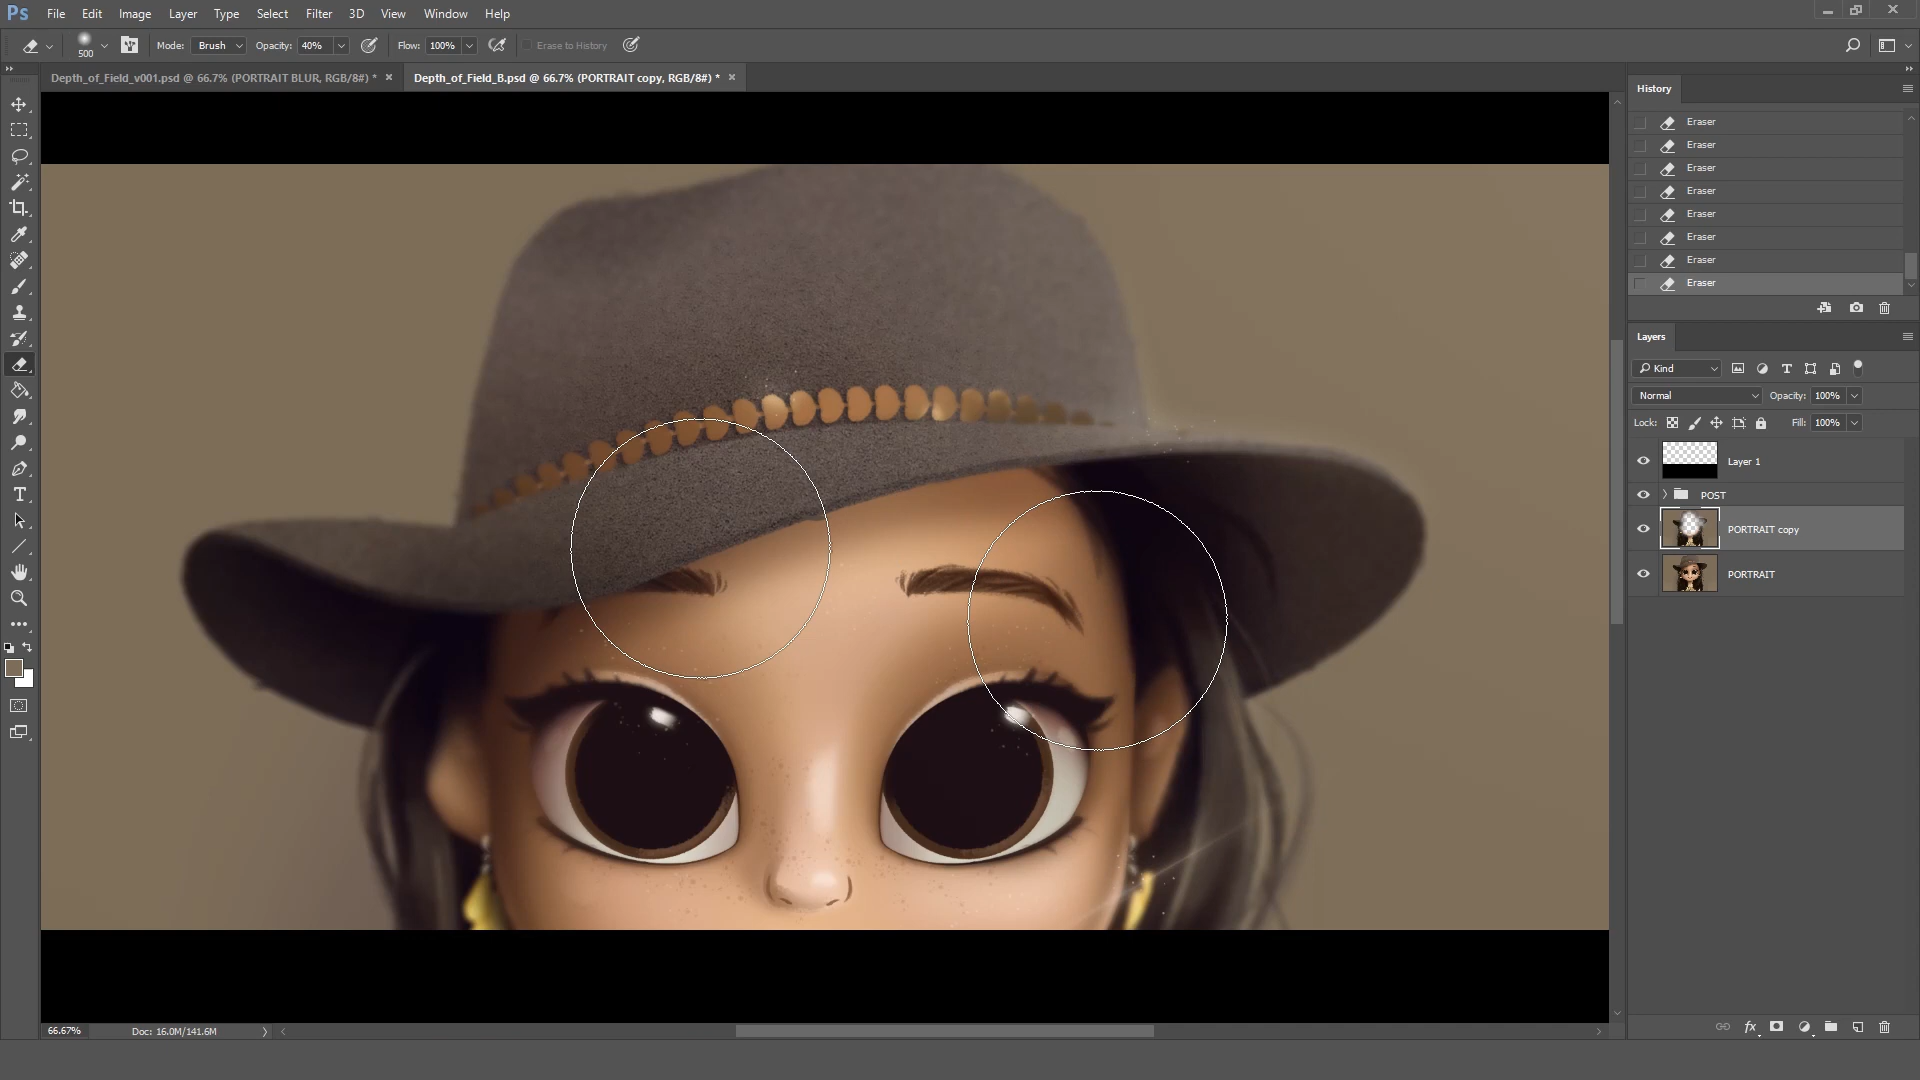 Ps File Edit Image Layer Type Select Filter 3D View Window Help
500 Mode: Brush Opacity: 40% Flow: 100% Erase to History
Depth_of_Field_v001.psd @ 66.7% (PORTRAIT BLUR, RGB/8#) * × Depth_of_Field_B.psd @ 66.7% (PORTRAIT copy, RGB/8#) * ×
History
Eraser
Eraser
Eraser
Eraser
Eraser
Eraser
Eraser
Eraser
Layers
Kind
Normal Opacity: 100%
Lock: Fill: 100%
Layer 1
POST
PORTRAIT copy
PORTRAIT
66.67% Doc: 16.0M/141.6M